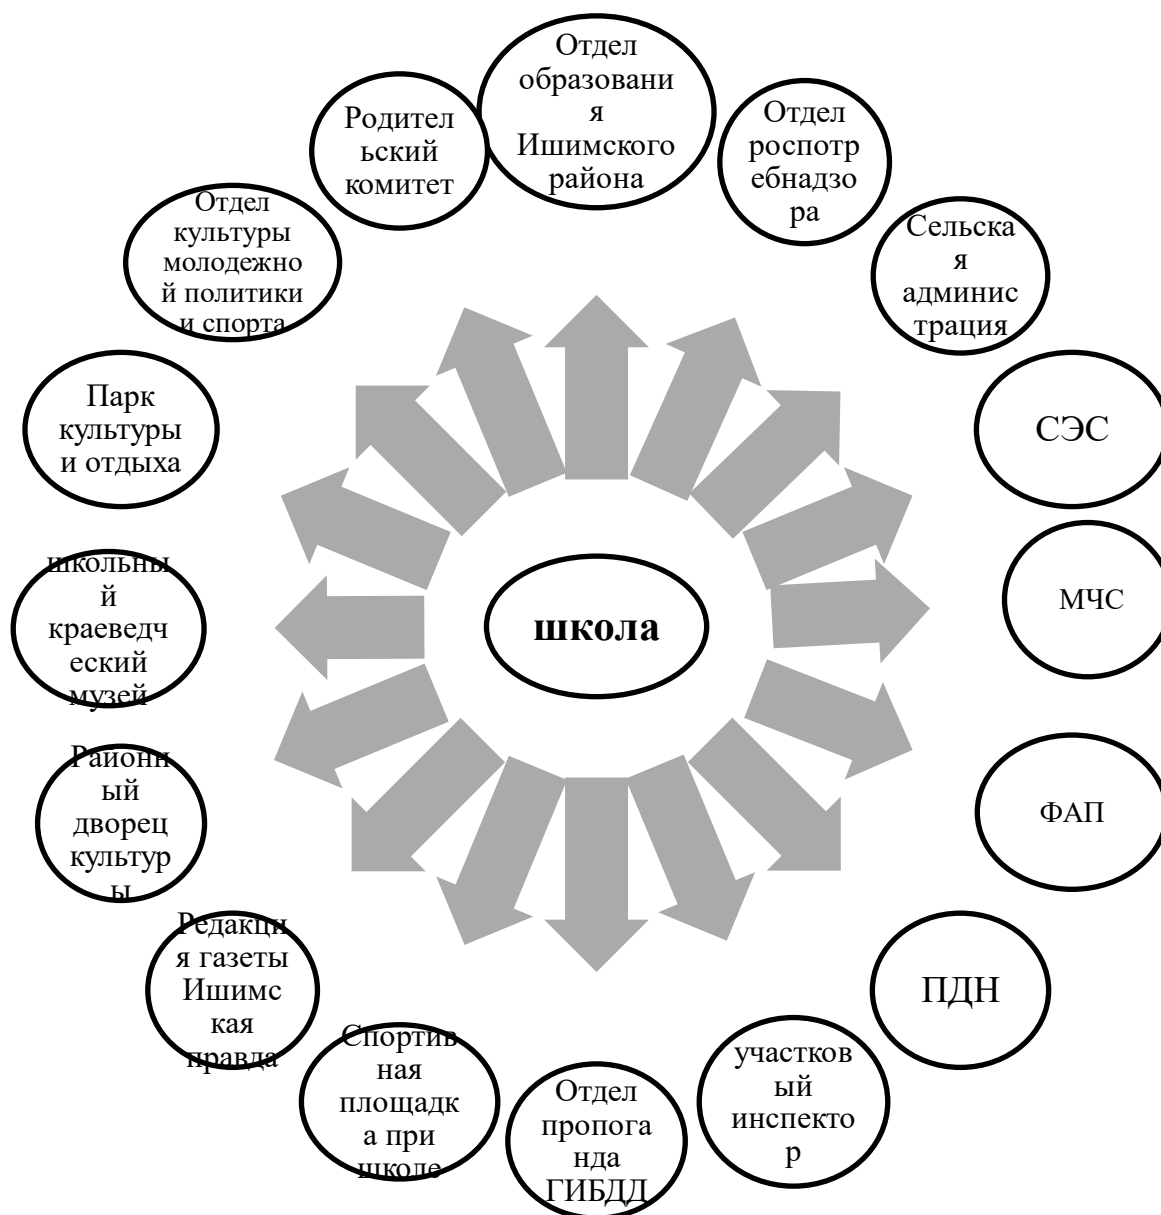 Отдел
образовани
я
Ишимского
района
Отдел
роспотр
ебнадзо
ра
Сельска
я
админис
трация
СЭС
МЧС
ФАП
ПДН
участков
ый
инспекто
р
Отдел
пропога
нда
ГИБДД
Спортив
ная
площадк
а при
школе
Редакци
я газеты
Ишимс
кая
правда
Районн
ый
дворец
культур
ы
школьны
й
краеведч
еский
музей
Парк
культуры
и отдыха
Отдел
культуры
молодежно
й политики
и спорта
Родител
ьский
комитет
школа